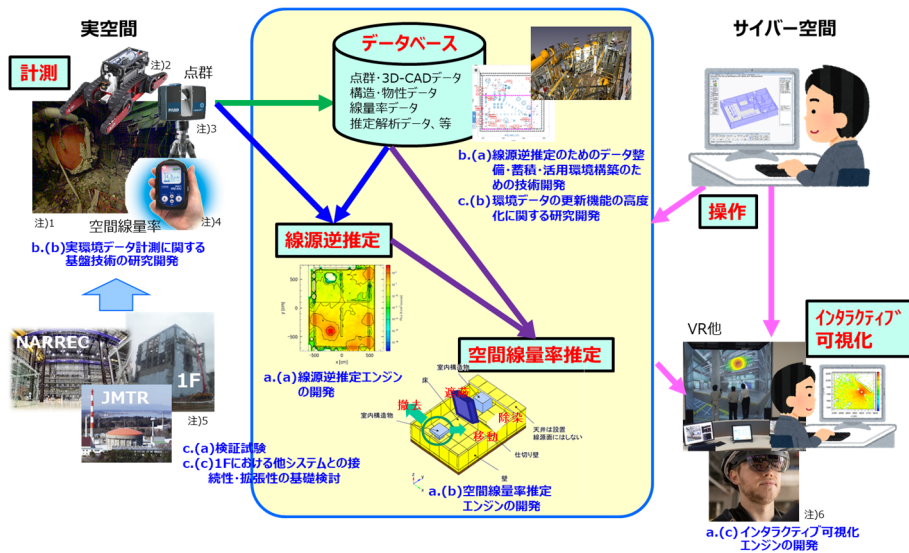 実空間
計測
注)2
点群
注)3
注)1
空間線量率
注)4
b.(b)実環境データ計測に関する
基盤技術の研究開発
NARREC
1F
JMTR
注)5
c.(a)検証試験
c.(c)1Fにおける他システムとの接
続性・拡張性の基礎検討
データベース
点群・3D-CADデータ
構造・物性データ
線量率データ
推定解析データ、等
b.(a)線源逆推定のためのデータ整
備・蓄積・活用環境構築のた
めの技術開発
c.(b)環境データの更新機能の高度
化に関する研究開発
線源逆推定
500
0
-500
-500
0
500
x [cm]
y [cm]
a.(a)線源逆推定エンジン
の開発
空間線量率推定
室内構造物
床
遮蔽
撤去
室内構造物
除染
移動
天井は設置
線源面にはしない
仕切り壁
壁
a.(b)空間線量率推定
エンジンの開発
サイバー空間
操作
インタラクティブ
可視化
VR他
注)6
a.(c)インタラクティブ可視化
エンジンの開発